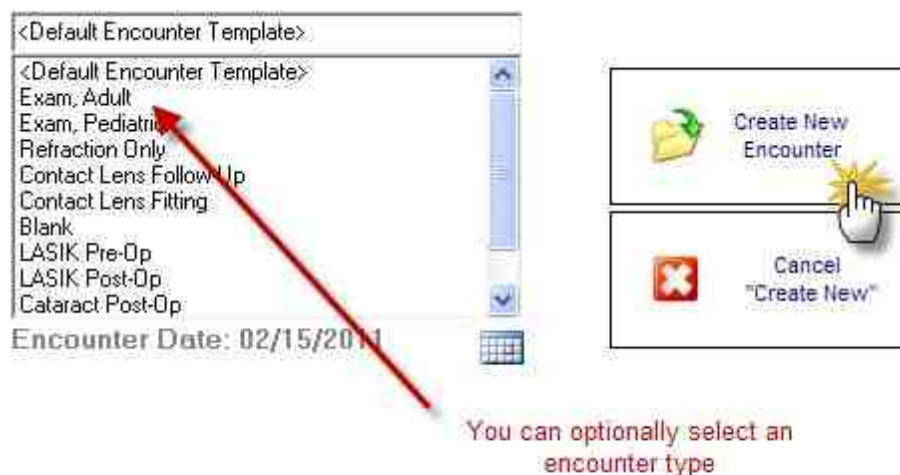 <Default Encounter Template>
<Default Encounter Template>
Exam, Adult
Exam, Pediatric
Refraction Only
Contact Lens Follow-Up
Contact Lens Fitting
Blank
LASIK Pre-Op
LASIK Post-Op
Cataract Post-Op
Encounter Date: 02/15/2011
Create New
Encounter
Cancel
"Create New"
You can optionally select an
encounter type